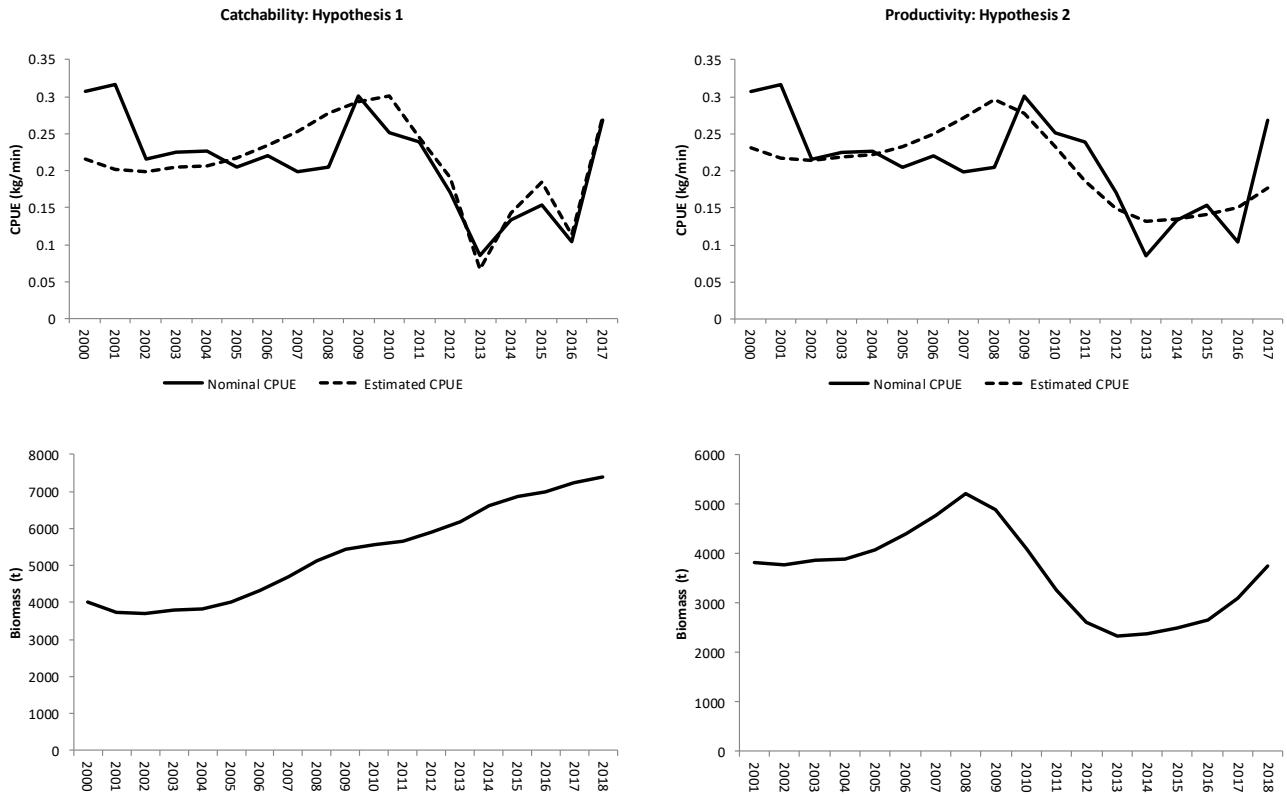 Catchability: Hypothesis 1
CPUE (kg/min)
0.35
0.3
0.25
0.2
0.15
0.1
0.05
0
2000 2001 2002 2003 2004 2005 2006 2007 2008 2009 2010 2011 2012 2013 2014 2015 2016 2017
Nominal CPUE Estimated CPUE
Productivity: Hypothesis 2
CPUE (kg/min)
0.35
0.3
0.25
0.2
0.15
0.1
0.05
0
2000 2001 2002 2003 2004 2005 2006 2007 2008 2009 2010 2011 2012 2013 2014 2015 2016 2017
Nominal CPUE Estimated CPUE
Biomass (t)
8000
7000
6000
5000
4000
3000
2000
1000
0
2000 2001 2002 2003 2004 2005 2006 2007 2008 2009 2010 2011 2012 2013 2014 2015 2016 2017 2018
Biomass (t)
6000
5000
4000
3000
2000
1000
0
2001 2002 2003 2004 2005 2006 2007 2008 2009 2010 2011 2012 2013 2014 2015 2016 2017 2018